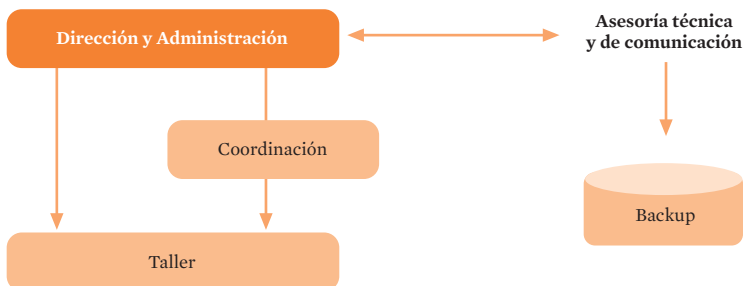 Dirección y Administración
Asesoría técnica
y de comunicación
Coordinación
Backup
Taller